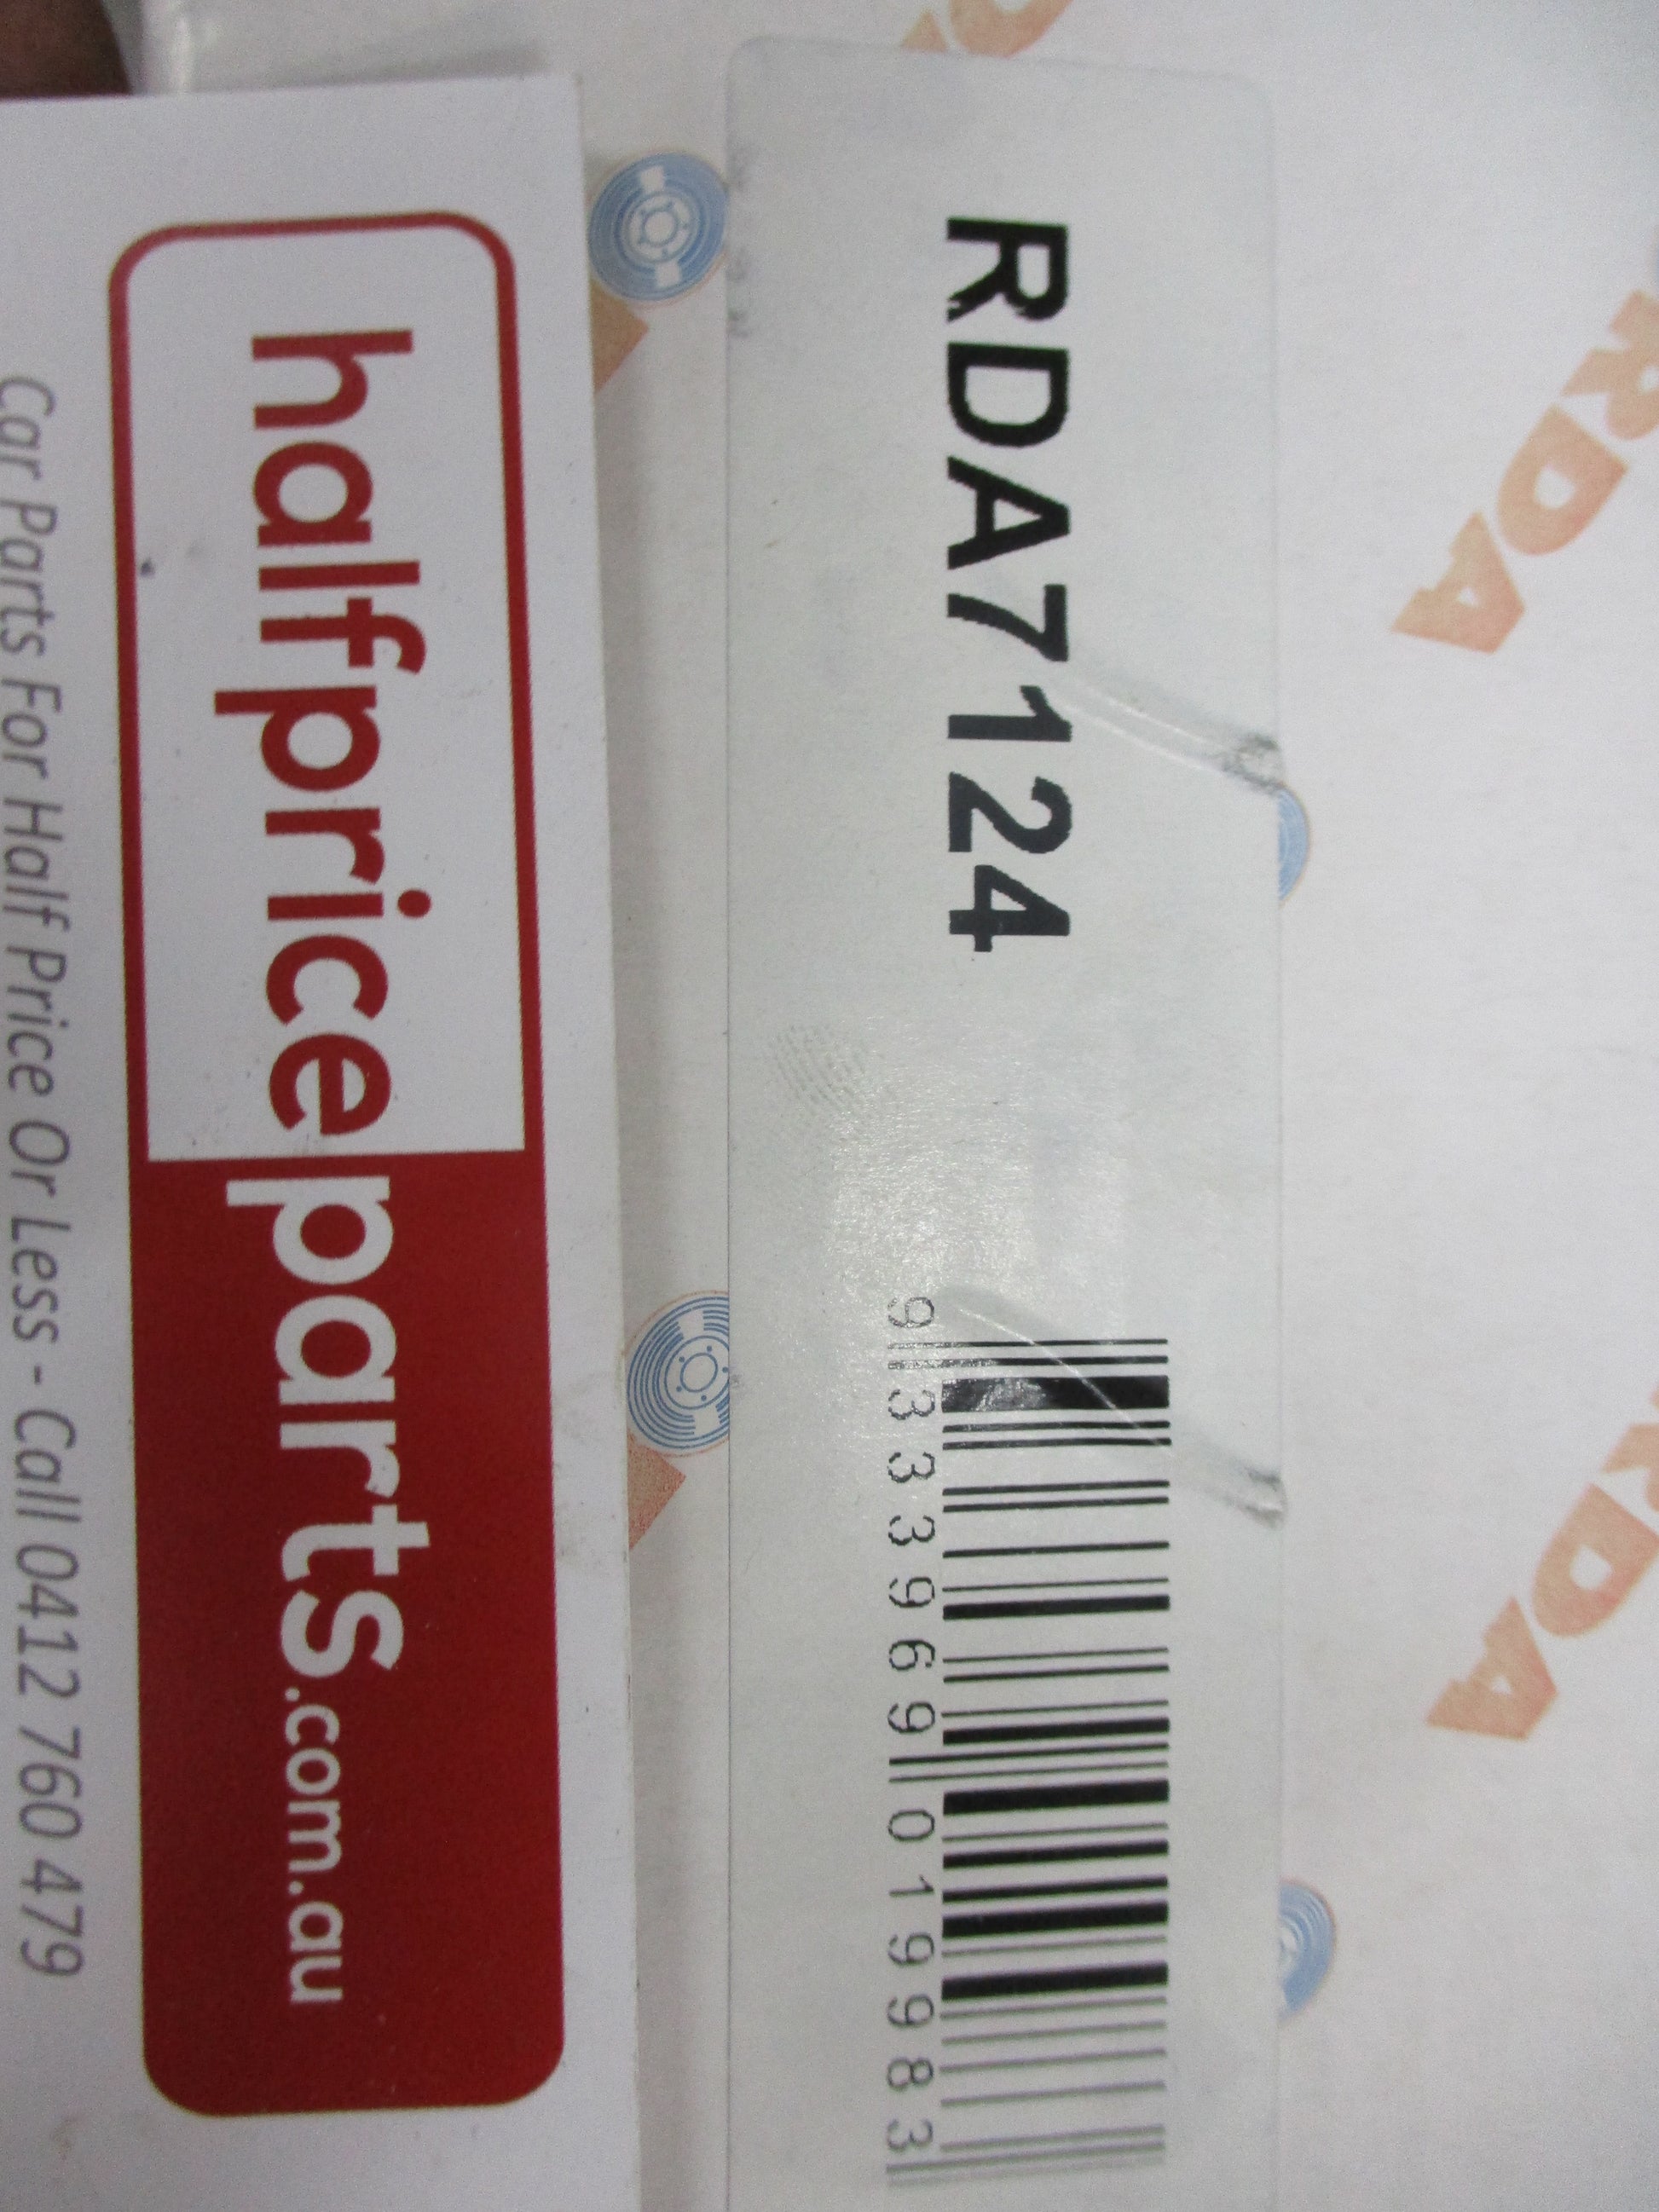 RDA7124
9 333969 019983
halfpriceparts.com.au
Car Parts For Half Price Or Less - Call 0412 760 479
RDA
RDA
RDA